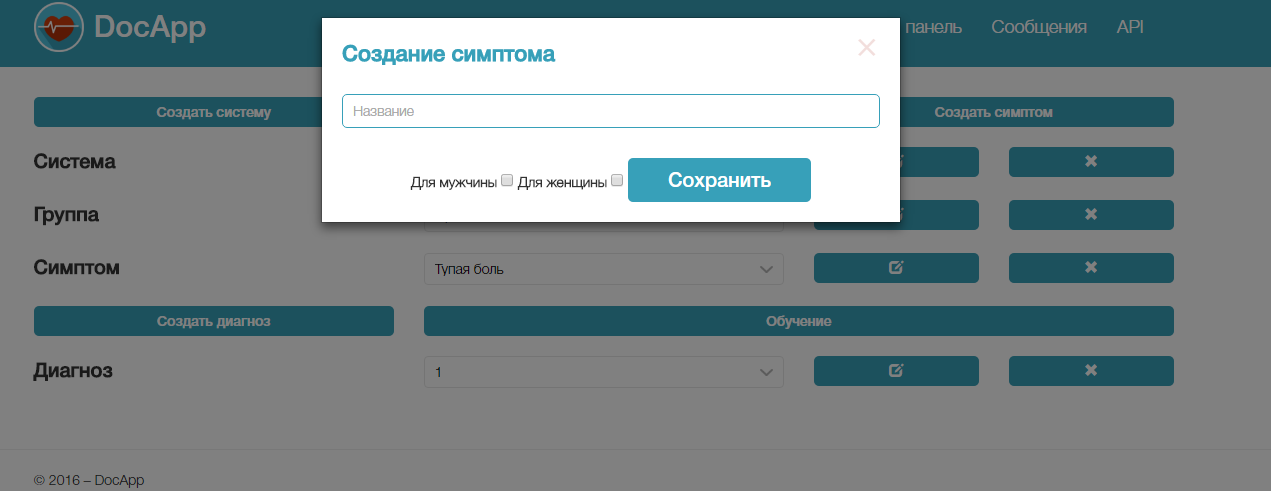 DocApp
панель Сообщения API
Создание симптома
Название
Для мужчины Для женщины Сохранить
Создать систему
Создать симптом
Система
Группа
Симптом
Тупая боль
Создать диагноз
Обучение
Диагноз
1
© 2016 – DocApp